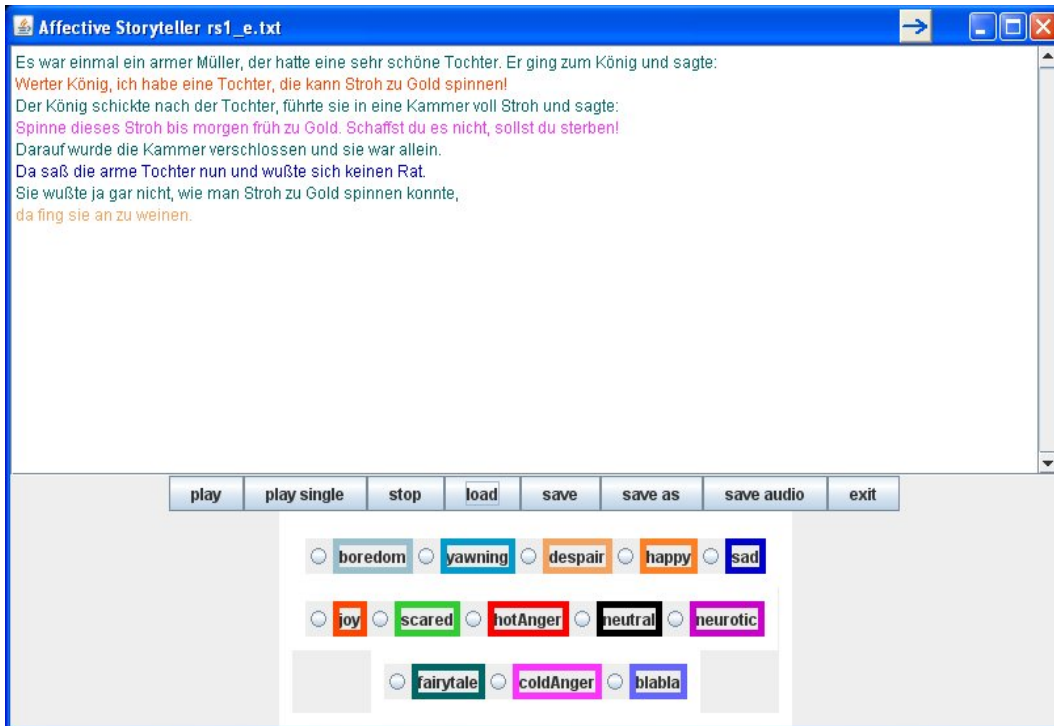 Affective Storyteller rs1_e.txt
Es war einmal ein armer Müller, der hatte eine sehr schöne Tochter. Er ging zum König und sagte:
Werter König, ich habe eine Tochter, die kann Stroh zu Gold spinnen!
Der König schickte nach der Tochter, führte sie in eine Kammer voll Stroh und sagte:
Spinne dieses Stroh bis morgen früh zu Gold. Schaffst du es nicht, sollst du sterben!
Darauf wurde die Kammer verschlossen und sie war allein.
Da saß die arme Tochter nun und wußte sich keinen Rat.
Sie wußte ja gar nicht, wie man Stroh zu Gold spinnen konnte,
da fing sie an zu weinen.
play play single stop load save save as save audio exit
boredom yawning despair happy sad
joy scared hotAnger neutral neurotic
fairytale coldAnger blabla